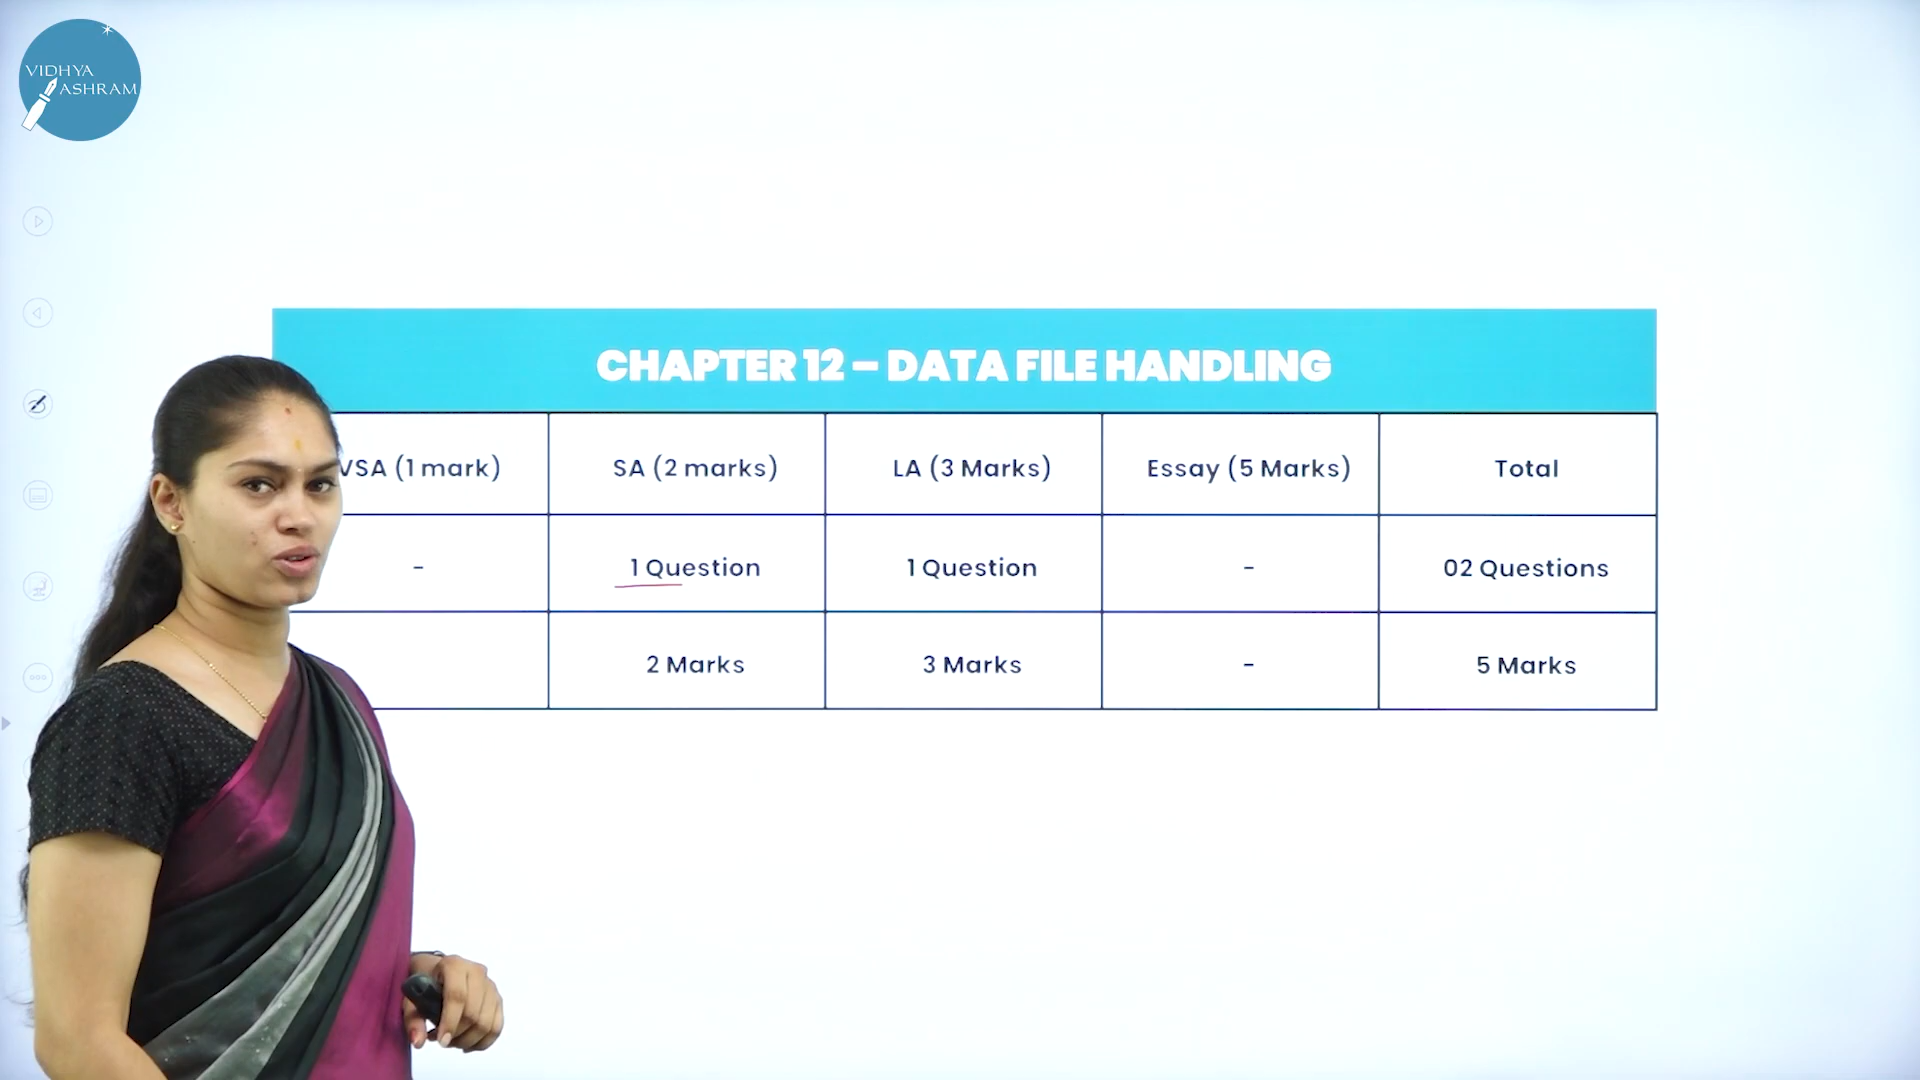 VIDHYA
ASHRAM
CHAPTER 12 – DATA FILE HANDLING
VSA (1 mark) SA (2 marks) LA (3 Marks) Essay (5 Marks) Total
- 1 Question 1 Question - 02 Questions
2 Marks 3 Marks - 5 Marks